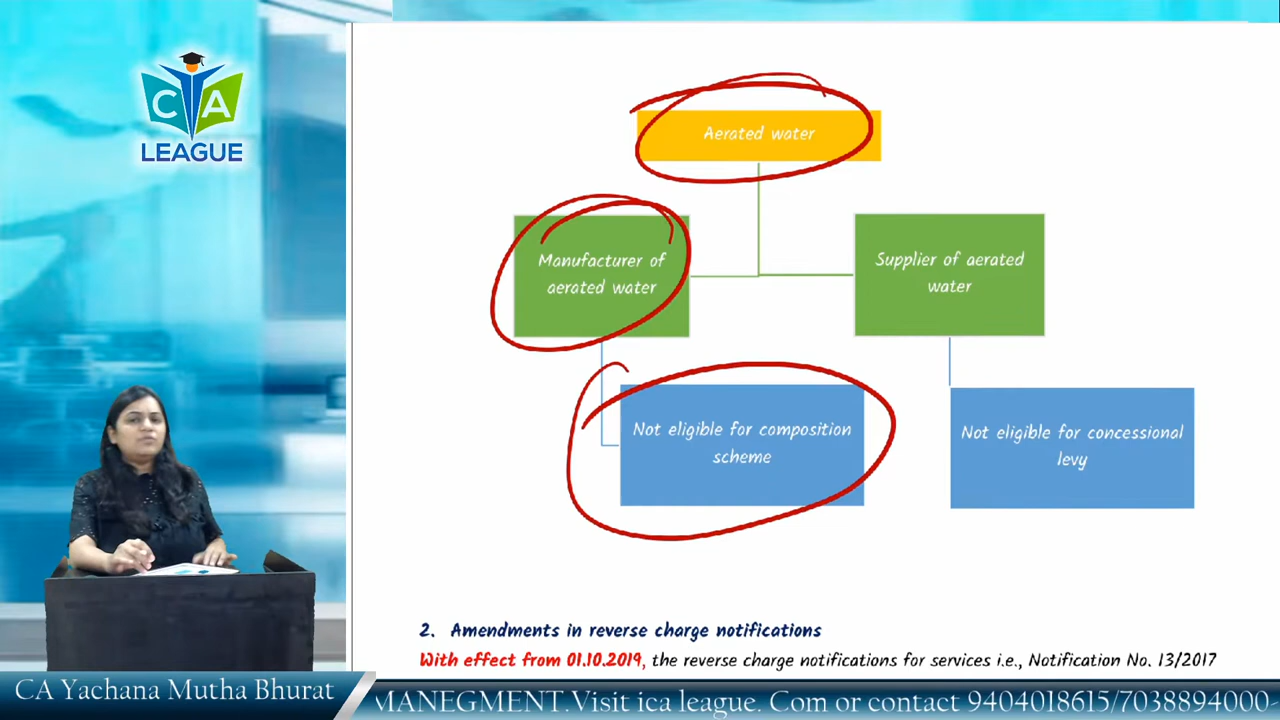 CA
LEAGUE
Aerated water
Manufacturer of
aerated water
Supplier of aerated
water
Not eligible for composition
scheme
Not eligible for concessional
levy
2. Amendments in reverse charge notifications
With effect from 01.10.2019, the reverse charge notifications for services i.e., Notification No. 13/2017
CA Yachana Mutha Bhurat
MANEGMENT.Visit ica league. Com or contact 9404018615/7038894000-